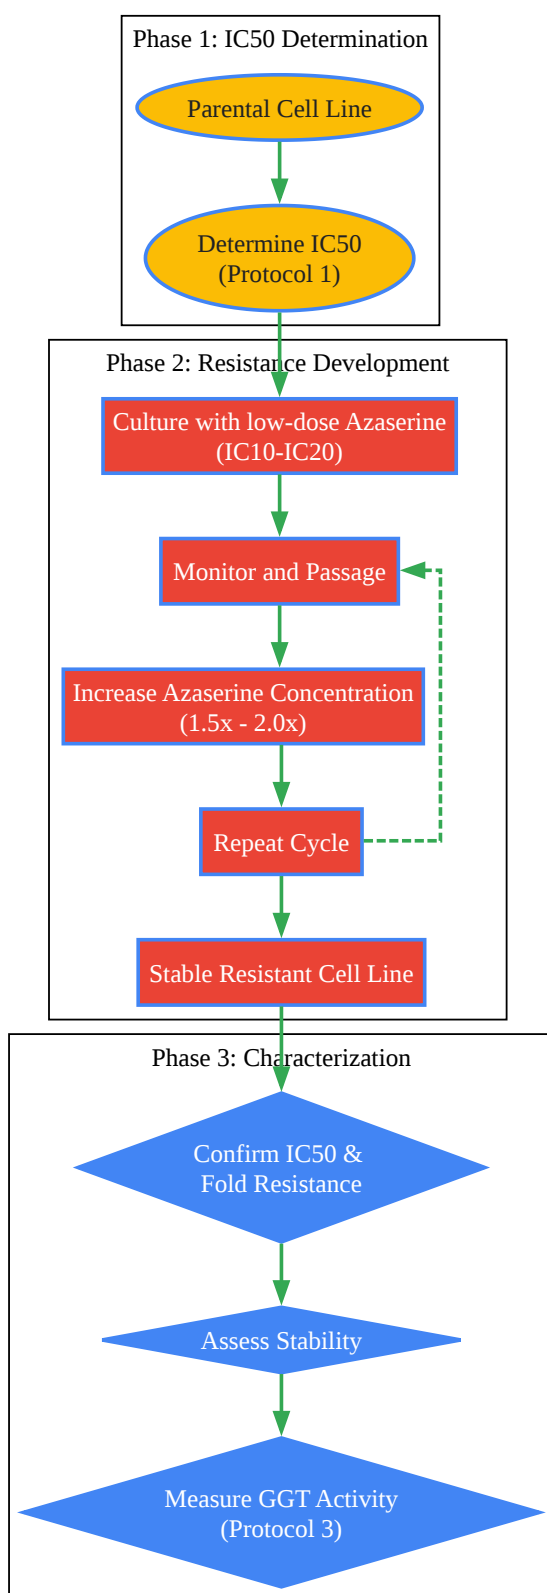 Phase 1: IC50 Determination
Parental Cell Line
Determine IC50
(Protocol 1)
Phase 2: Resistance Development
Culture with low-dose Azaserine
(IC10-IC20)
Monitor and Passage
Increase Azaserine Concentration
(1.5x - 2.0x)
Repeat Cycle
Stable Resistant Cell Line
Phase 3: Characterization
Confirm IC50 &
Fold Resistance
Assess Stability
Measure GGT Activity
(Protocol 3)